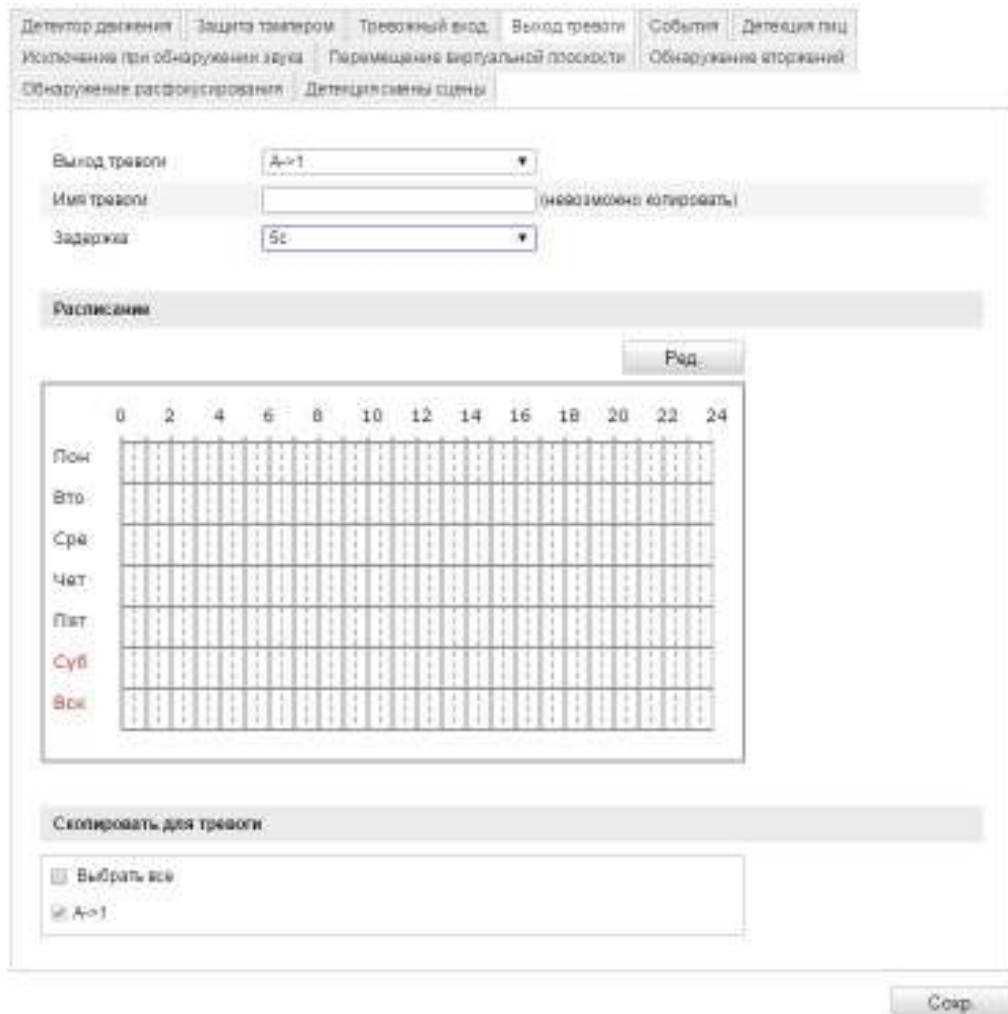 Детектор движения Защита тампером Тревожный вход Выход тревоги События Детекция лиц
Исключение при обнаружении звука Перемещение виртуальной плоскости Обнаружение вторжений
Обнаружение расфокусирования Детекция смены сцены
Выход тревоги A->1
Имя тревоги (невозможно копировать)
Задержка 5с
Расписание
Ред.
0 2 4 6 8 10 12 14 16 18 20 22 24
Пон
Вто
Сре
Чет
Пят
Суб
Вск
Скопировать для тревоги
Выбрать все
A->1
Сохр.